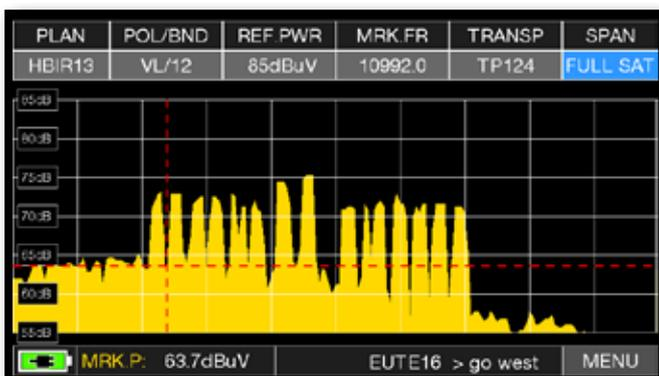 PLAN POL/BND REF.PWR MRK.FR TRANSP SPAN
HBIR13 VL/12 85dBuV 10992.0 TP124 FULL SAT
85dB
80dB
75dB
70dB
65dB
60dB
55dB
MRK.P: 63.7dBuV EUTE16 > go west MENU